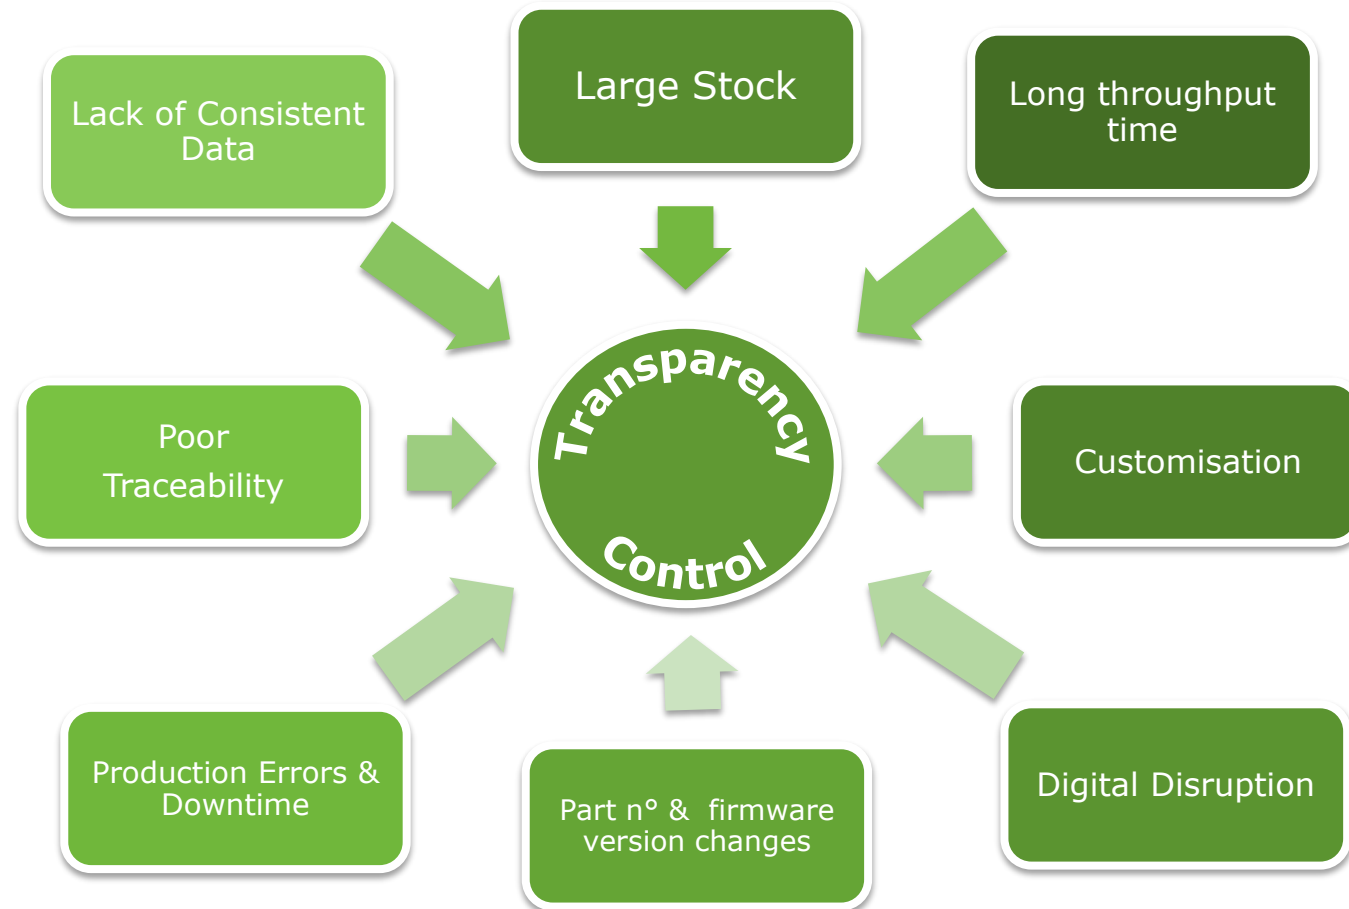 Large Stock
Lack of Consistent
Data
Long throughput
time
Transparency
Control
Poor
Traceability
Customisation
Production Errors &
Downtime
Part n° &  firmware
version changes
Digital Disruption